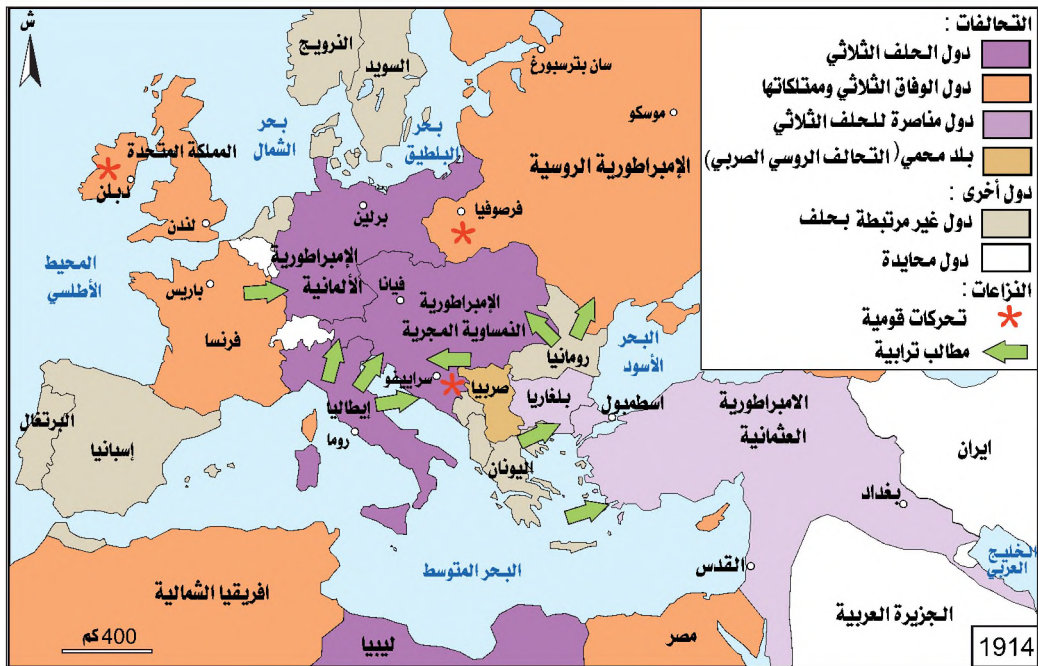 ش
التحالفات :
دول الحلف الثلاثي
دول الوفاق الثلاثي وممتلكاتها
دول مناصرة للحلف الثلاثي
بلد محمي( التحالف الروسي الصربي)
دول أخرى :
دول غير مرتبطة بحلف
دول محايدة
النزاعات :
تحركات قومية
مطالب ترابية
النرويج
السويد
سان بترسبورغ
موسكو
بحر
الشمال
بحر
البلطيق
المملكة المتحدة
دبلن
لندن
الإمبراطورية الروسية
برلين
فرصوفيا
المحيط
الأطلسي
باريس
فرنسا
الإمبراطورية
الألمانية
فيانا
الإمبراطورية
النمساوية المجرية
رومانيا
البحر
الأسود
سراييفو
صربيا
بلغاريا
إيطاليا
روما
البرتغال
إسبانيا
اليونان
اسطمبول
الامبراطورية
العثمانية
ايران
بغداد
الخليج
العربي
القدس
البحر المتوسط
افريقيا الشمالية
ليبيا
مصر
الجزيرة العربية
400 كم
1914